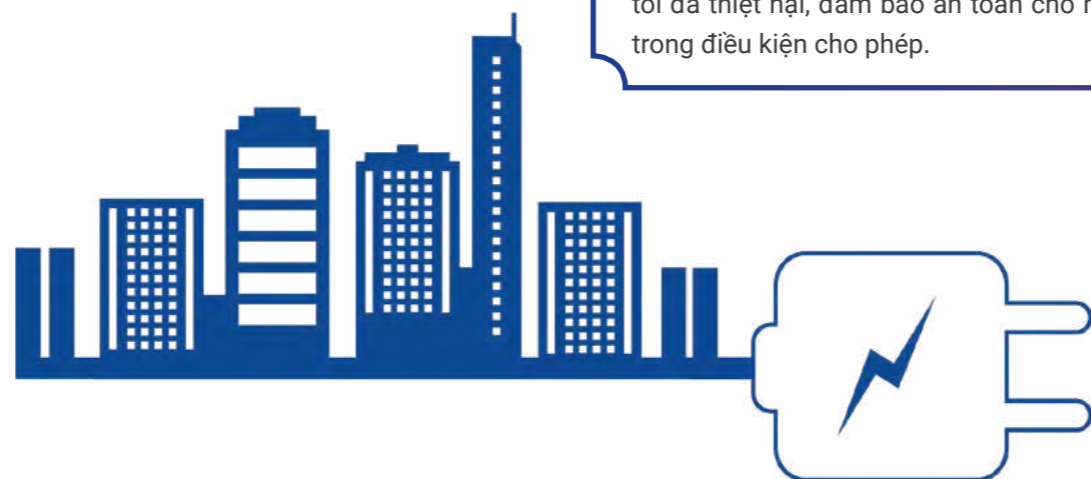 tối đa thiệt hại, đảm bảo an toàn cho
trong điều kiện cho phép.